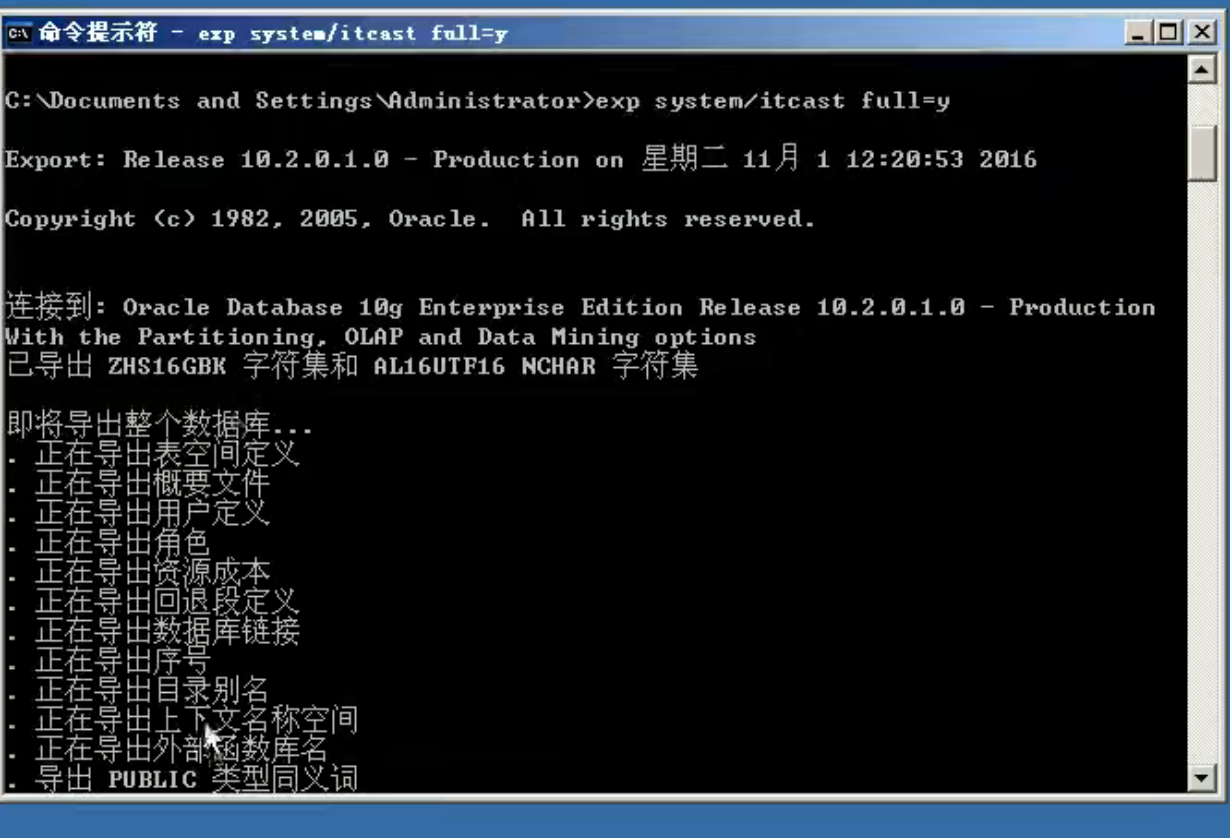 命令提示符 - exp system/itcast full=y
C:\Documents and Settings\Administrator>exp system/itcast full=y
Export: Release 10.2.0.1.0 - Production on 星期二 11月 1 12:20:53 2016
Copyright (c) 1982, 2005, Oracle.  All rights reserved.
连接到: Oracle Database 10g Enterprise Edition Release 10.2.0.1.0 - Production
With the Partitioning, OLAP and Data Mining options
已导出 ZHS16GBK 字符集和 AL16UTF16 NCHAR 字符集
即将导出整个数据库...
. 正在导出表空间定义
. 正在导出概要文件
. 正在导出用户定义
. 正在导出角色
. 正在导出资源成本
. 正在导出回退段定义
. 正在导出数据库链接
. 正在导出序号
. 正在导出目录别名
. 正在导出上下文名称空间
. 正在导出外部函数库名
. 导出 PUBLIC 类型同义词